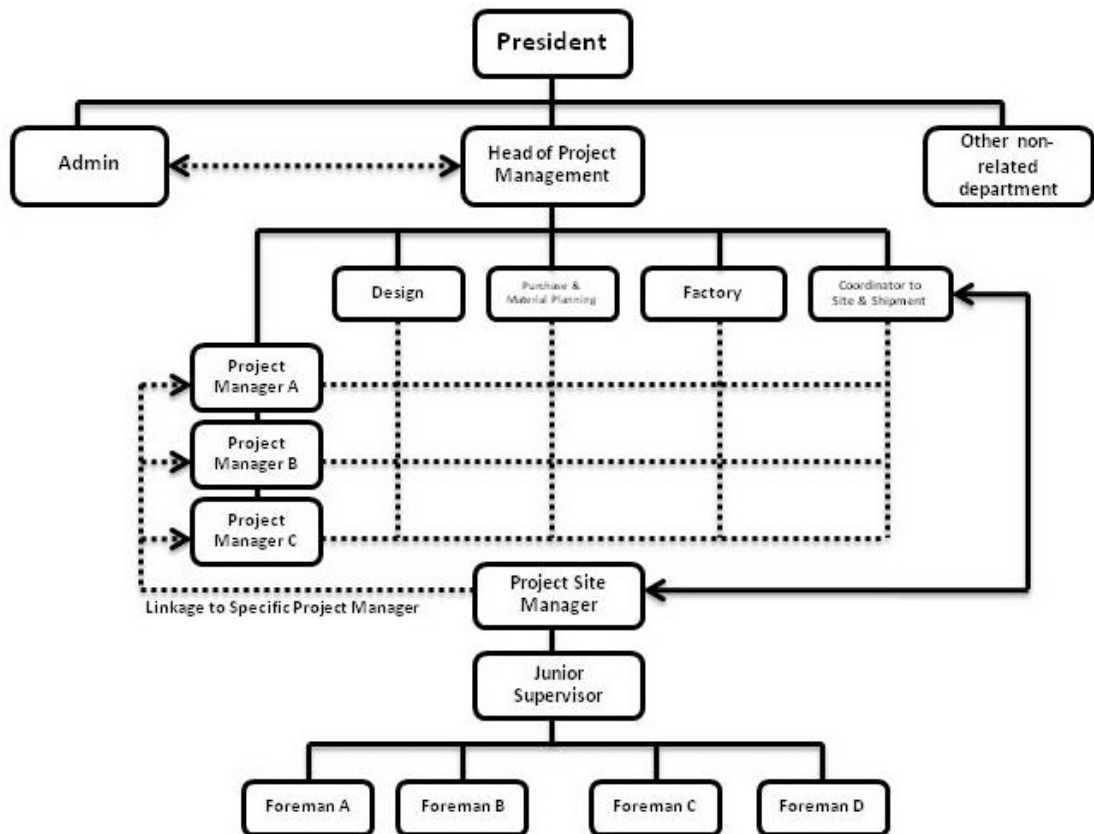 President
Admin
Head of Project
Management
Other non-
related
department
Design
Purchase &
Material Planning
Factory
Coordinator to
Site & Shipment
Project
Manager A
Project
Manager B
Project
Manager C
Project Site
Manager
Linkage to Specific Project Manager
Junior
Supervisor
Foreman A
Foreman B
Foreman C
Foreman D